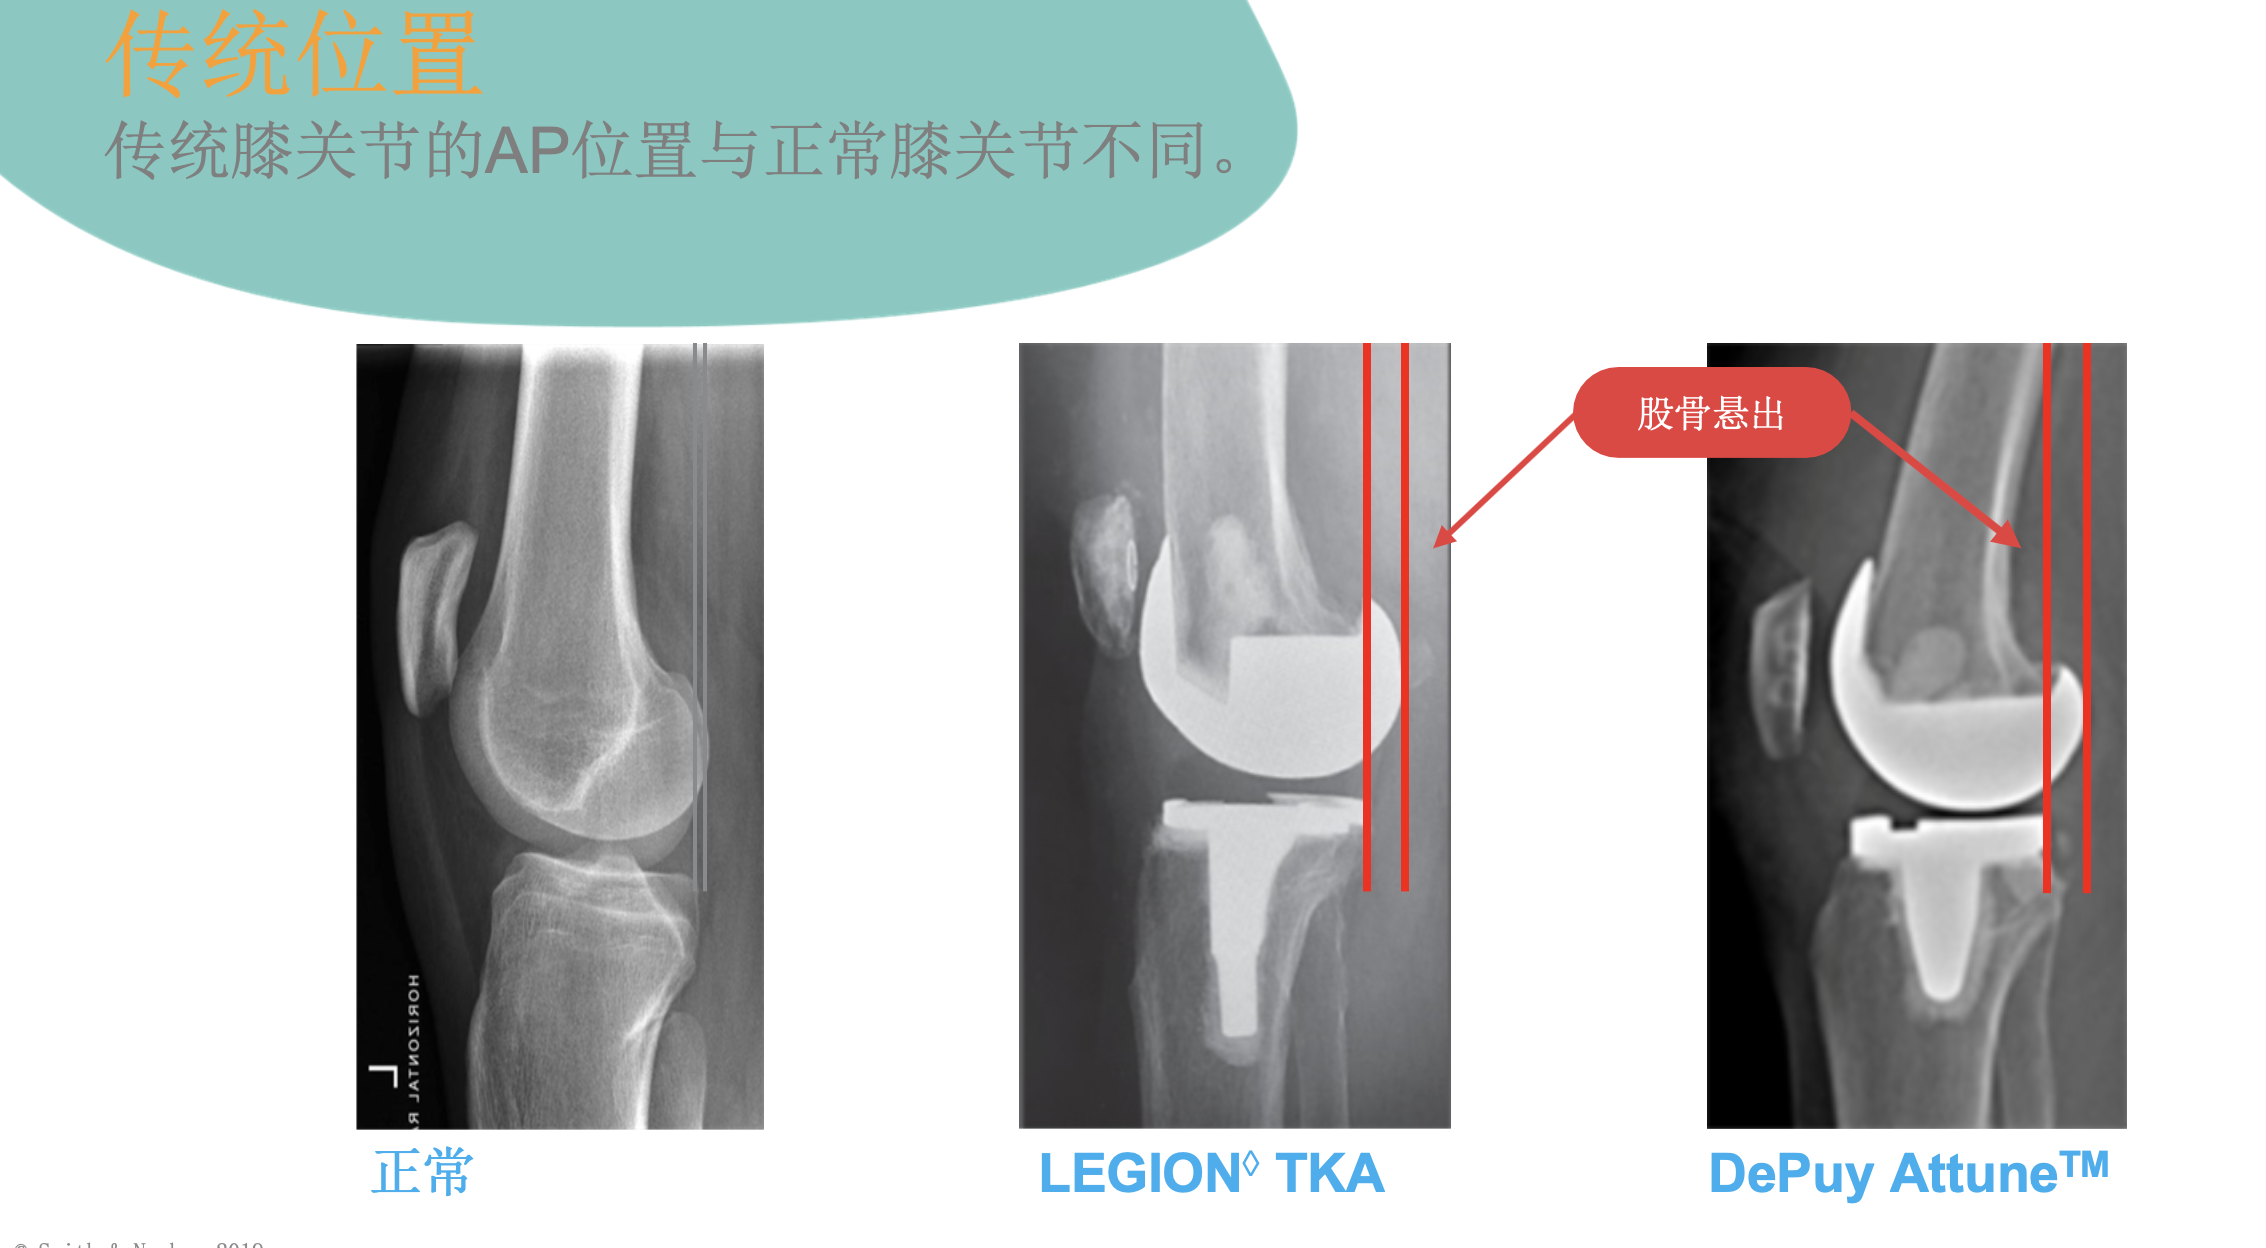 传统位置
传统膝关节的AP位置与正常膝关节不同。
股骨悬出
HORIZONTAL
正常
LEGION◊ TKA
DePuy Attune™